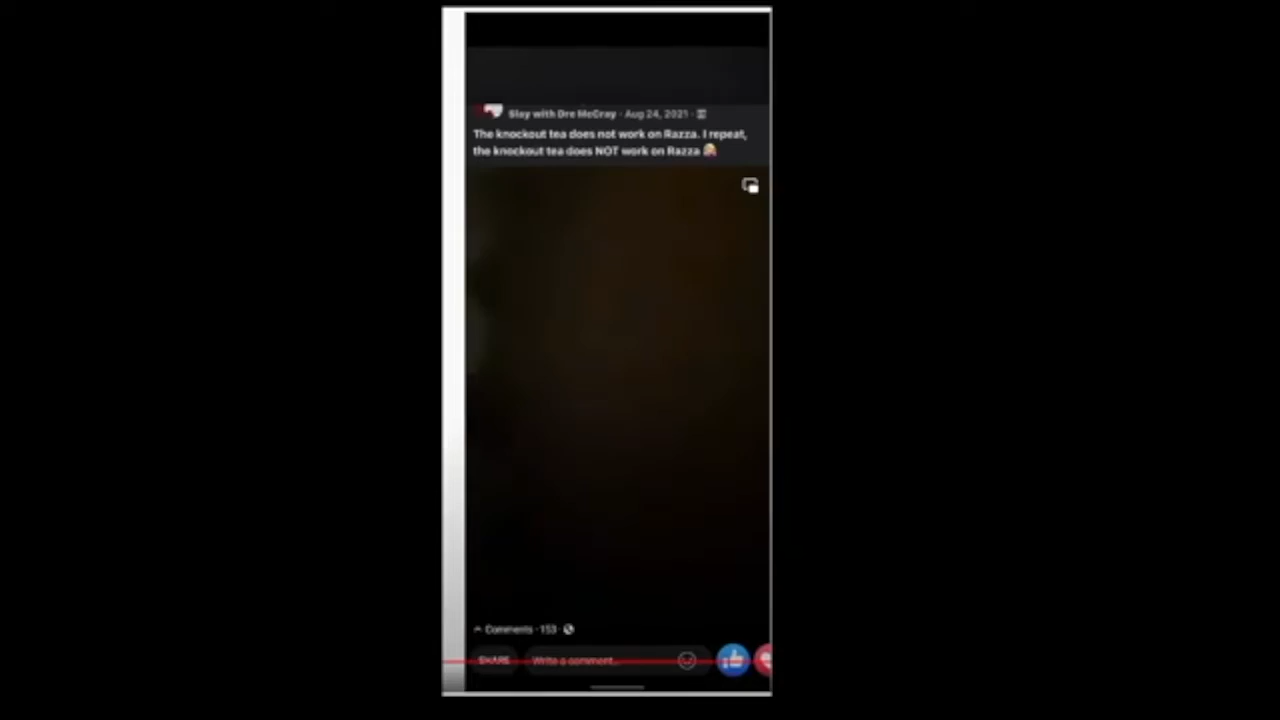 Slay with Dre McCray · Aug 24, 2021 ·
The knockout tea does not work on Razza. I repeat,
the knockout tea does NOT work on Razza
Comments · 153 ·
SHARE Write a comment...